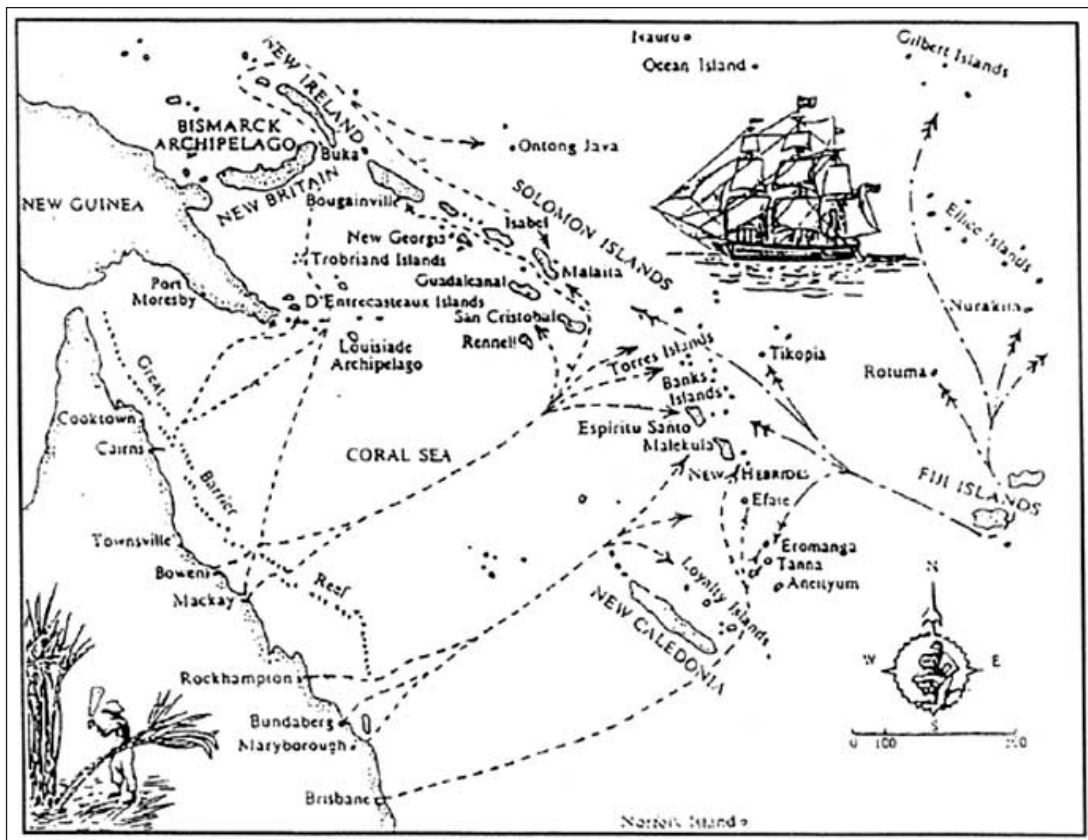 Nauru
Gilbert Islands
Ocean Island
NEW IRELAND
BISMARCK
ARCHIPELAGO
Buka
Ontong Java
NEW GUINEA
NEW BRITAIN
Bougainville
SOLOMON ISLANDS
Isabel
Ellice Islands
New Georgia
Trobriand Islands
Malaita
Guadalcanal
Port
Moresby
D'Entrecasteaux Islands
Nurakita
San Cristobal
Louisiade
Archipelago
Rennell
Torres Islands
Tikopia
Rotuma
Great
Banks
Islands
Cooktown
Espiritu Santo
Cairns
CORAL SEA
Malekula
Barrier
NEW HEBRIDES
FIJI ISLANDS
Efate
Townsville
Eromanga
Bowen
Reef
Tanna
Aneityum
Mackay
Loyalty Islands
N
NEW CALEDONIA
W E
Rockhampton
S
Bundaberg
0 100
Maryborough
Brisbane
Norfolk Island